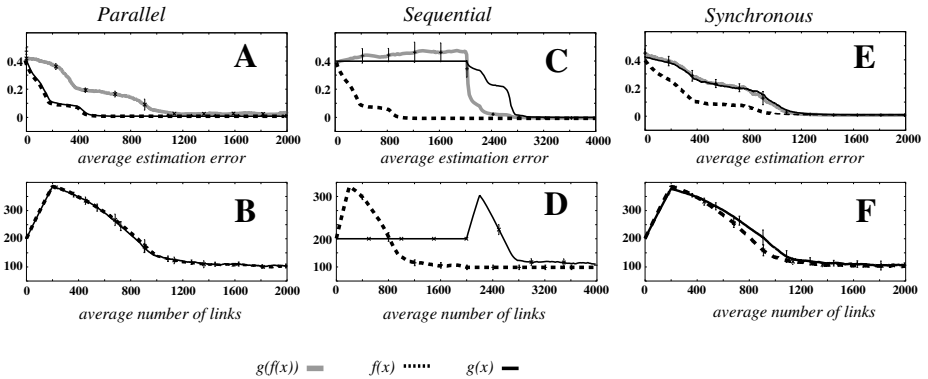 Parallel Sequential Synchronous
A C E
0.4 0.4 0.4
0.2 0.2 0.2
0 0 0
0 400 800 1200 1600 2000 0 800 1600 2400 3200 4000 0 400 800 1200 1600 2000
average estimation error average estimation error average estimation error
B D F
300 300 300
200 200 200
100 100 100
0 400 800 1200 1600 2000 0 800 1600 2400 3200 4000 0 400 800 1200 1600 2000
average number of links average number of links average number of links
g(f(x)) f(x) g(x)